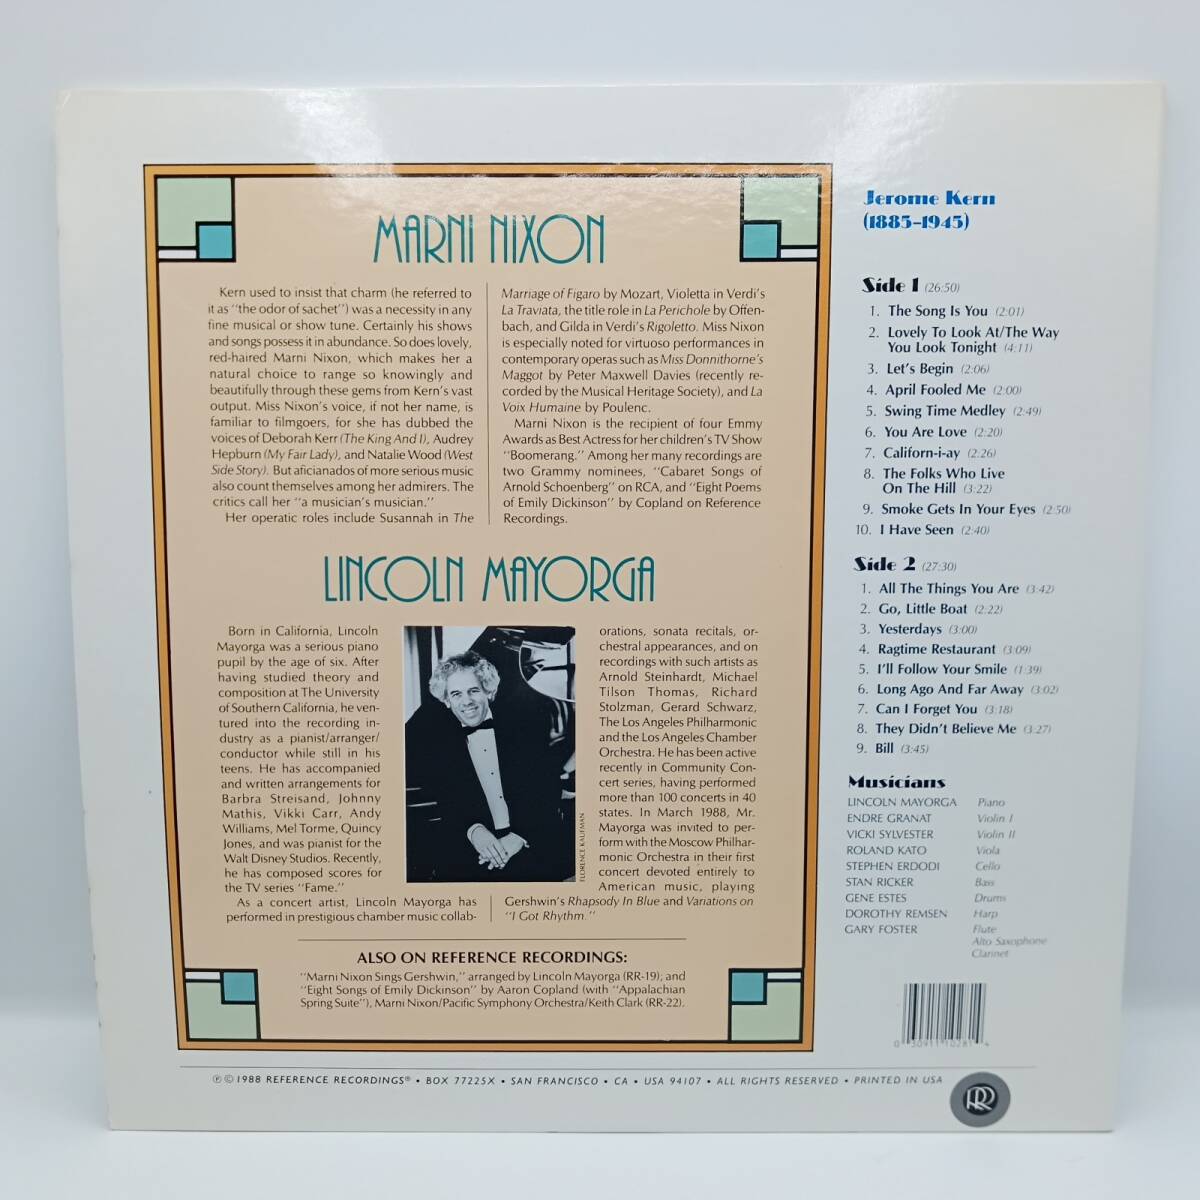 MARNI NIXON
Kern used to insist that charm (he referred to
it as "the odor of sachet") was a necessity in any
fine musical or show tune. Certainly his shows
and songs possess it in abundance. So does lovely,
red-haired Marni Nixon, which makes her a
natural choice to range so knowingly and
beautifully through these gems from Kern's vast
output. Miss Nixon's voice, if not her name, is
familiar to filmgoers, for she has dubbed the
voices of Deborah Kerr (The King And I), Audrey
Hepburn (My Fair Lady), and Natalie Wood (West
Side Story). But aficianados of more serious music
also count themselves among her admirers. The
critics call her "a musician's musician."
Her operatic roles include Susannah in The
Marriage of Figaro by Mozart, Violetta in Verdi's
La Traviata, the title role in La Perichole by Offen-
bach, and Gilda in Verdi's Rigoletto. Miss Nixon
is especially noted for virtuoso performances in
contemporary operas such as Miss Donnithorne's
Maggot by Peter Maxwell Davies (recently re-
corded by the Musical Heritage Society), and La
Voix Humaine by Poulenc.
Marni Nixon is the recipient of four Emmy
Awards as Best Actress for her children's TV Show
"Boomerang." Among her many recordings are
two Grammy nominees, "Cabaret Songs of
Arnold Schoenberg" on RCA, and "Eight Poems
of Emily Dickinson" by Copland on Reference
Recordings.
LINCOLN MAYORGA
Born in California, Lincoln
Mayorga was a serious piano
pupil by the age of six. After
having studied theory and
composition at The University
of Southern California, he ven-
tured into the recording in-
dustry as a pianist/arranger/
conductor while still in his
teens. He has accompanied
and written arrangements for
Barbra Streisand, Johnny
Mathis, Vikki Carr, Andy
Williams, Mel Torme, Quincy
Jones, and was pianist for the
Walt Disney Studios. Recently,
he has composed scores for
the TV series "Fame."
As a concert artist, Lincoln Mayorga has
performed in prestigious chamber music collab-
FLORENCE KAUFMAN
orations, sonata recitals, or-
chestral appearances, and on
recordings with such artists as
Arnold Steinhardt, Michael
Tilson Thomas, Richard
Stolzman, Gerard Schwarz,
The Los Angeles Philharmonic
and the Los Angeles Chamber
Orchestra. He has been active
recently in Community Con-
cert series, having performed
more than 100 concerts in 40
states. In March 1988, Mr.
Mayorga was invited to per-
form with the Moscow Philhar-
monic Orchestra in their first
concert devoted entirely to
American music, playing
Gershwin's Rhapsody In Blue and Variations on
"I Got Rhythm."
ALSO ON REFERENCE RECORDINGS:
"Marni Nixon Sings Gershwin," arranged by Lincoln Mayorga (RR-19); and
"Eight Songs of Emily Dickinson" by Aaron Copland (with "Appalachian
Spring Suite"), Marni Nixon/Pacific Symphony Orchestra/Keith Clark (RR-22).
Jerome Kern
(1885-1945)
Side 1 (26:50)
1. The Song Is You (2:01)
2. Lovely To Look At/The Way
You Look Tonight (4:11)
3. Let's Begin (2:06)
4. April Fooled Me (2:00)
5. Swing Time Medley (2:49)
6. You Are Love (2:20)
7. Californ-i-ay (2:26)
8. The Folks Who Live
On The Hill (3:22)
9. Smoke Gets In Your Eyes (2:50)
10. I Have Seen (2:40)
Side 2 (27:30)
1. All The Things You Are (3:42)
2. Go, Little Boat (2:22)
3. Yesterdays (3:00)
4. Ragtime Restaurant (3:09)
5. I'll Follow Your Smile (1:39)
6. Long Ago And Far Away (3:02)
7. Can I Forget You (3:18)
8. They Didn't Believe Me (3:27)
9. Bill (3:45)
Musicians
LINCOLN MAYORGA Piano
ENDRE GRANAT Violin I
VICKI SYLVESTER Violin II
ROLAND KATO Viola
STEPHEN ERDODI Cello
STAN RICKER Bass
GENE ESTES Drums
DOROTHY REMSEN Harp
GARY FOSTER Flute
Alto Saxophone
Clarinet
0 30911 10281 4
℗ © 1988 REFERENCE RECORDINGS® • BOX 77225X • SAN FRANCISCO • CA • USA 94107 • ALL RIGHTS RESERVED • PRINTED IN USA
RR